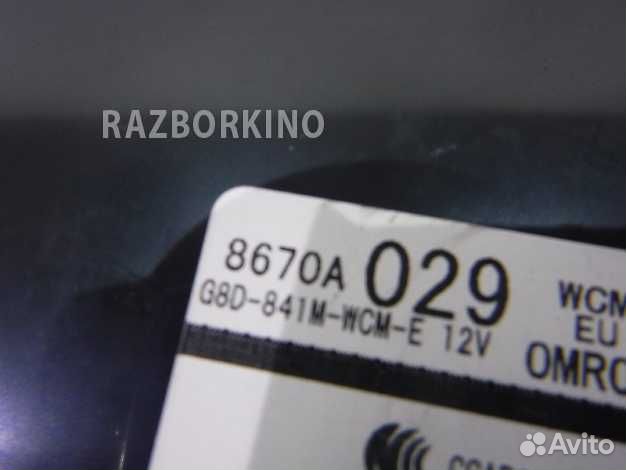 RAZBORKINO
8670A 029
G8D-841M-WCM-E 12V
WCM
EU
OMRO
Avito